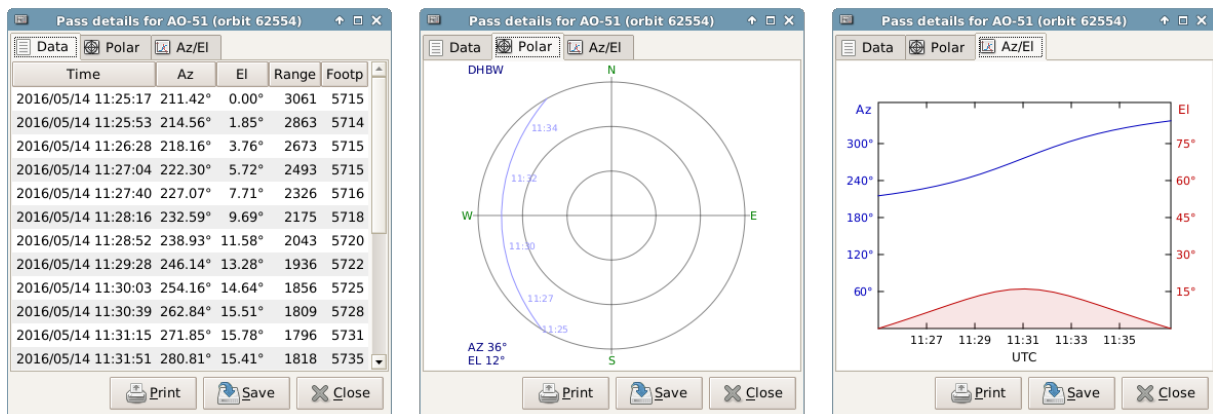 Pass details for AO-51 (orbit 62554)
Data Polar Az/El
Time Az El Range Footp
2016/05/14 11:25:17 211.42° 0.00° 3061 5715
2016/05/14 11:25:53 214.56° 1.85° 2863 5714
2016/05/14 11:26:28 218.16° 3.76° 2673 5715
2016/05/14 11:27:04 222.30° 5.72° 2493 5715
2016/05/14 11:27:40 227.07° 7.71° 2326 5716
2016/05/14 11:28:16 232.59° 9.69° 2175 5718
2016/05/14 11:28:52 238.93° 11.58° 2043 5720
2016/05/14 11:29:28 246.14° 13.28° 1936 5722
2016/05/14 11:30:03 254.16° 14.64° 1856 5725
2016/05/14 11:30:39 262.84° 15.51° 1809 5728
2016/05/14 11:31:15 271.85° 15.78° 1796 5731
2016/05/14 11:31:51 280.81° 15.41° 1818 5735
Print Save Close
Pass details for AO-51 (orbit 62554)
Data Polar Az/El
DHBW N
11:34
11:32
W E
11:30
11:27
11:25
AZ 36°
EL 12° S
Print Save Close
Pass details for AO-51 (orbit 62554)
Data Polar Az/El
Az El
300° 75°
240° 60°
180° 45°
120° 30°
60° 15°
11:27 11:29 11:31 11:33 11:35
UTC
Print Save Close